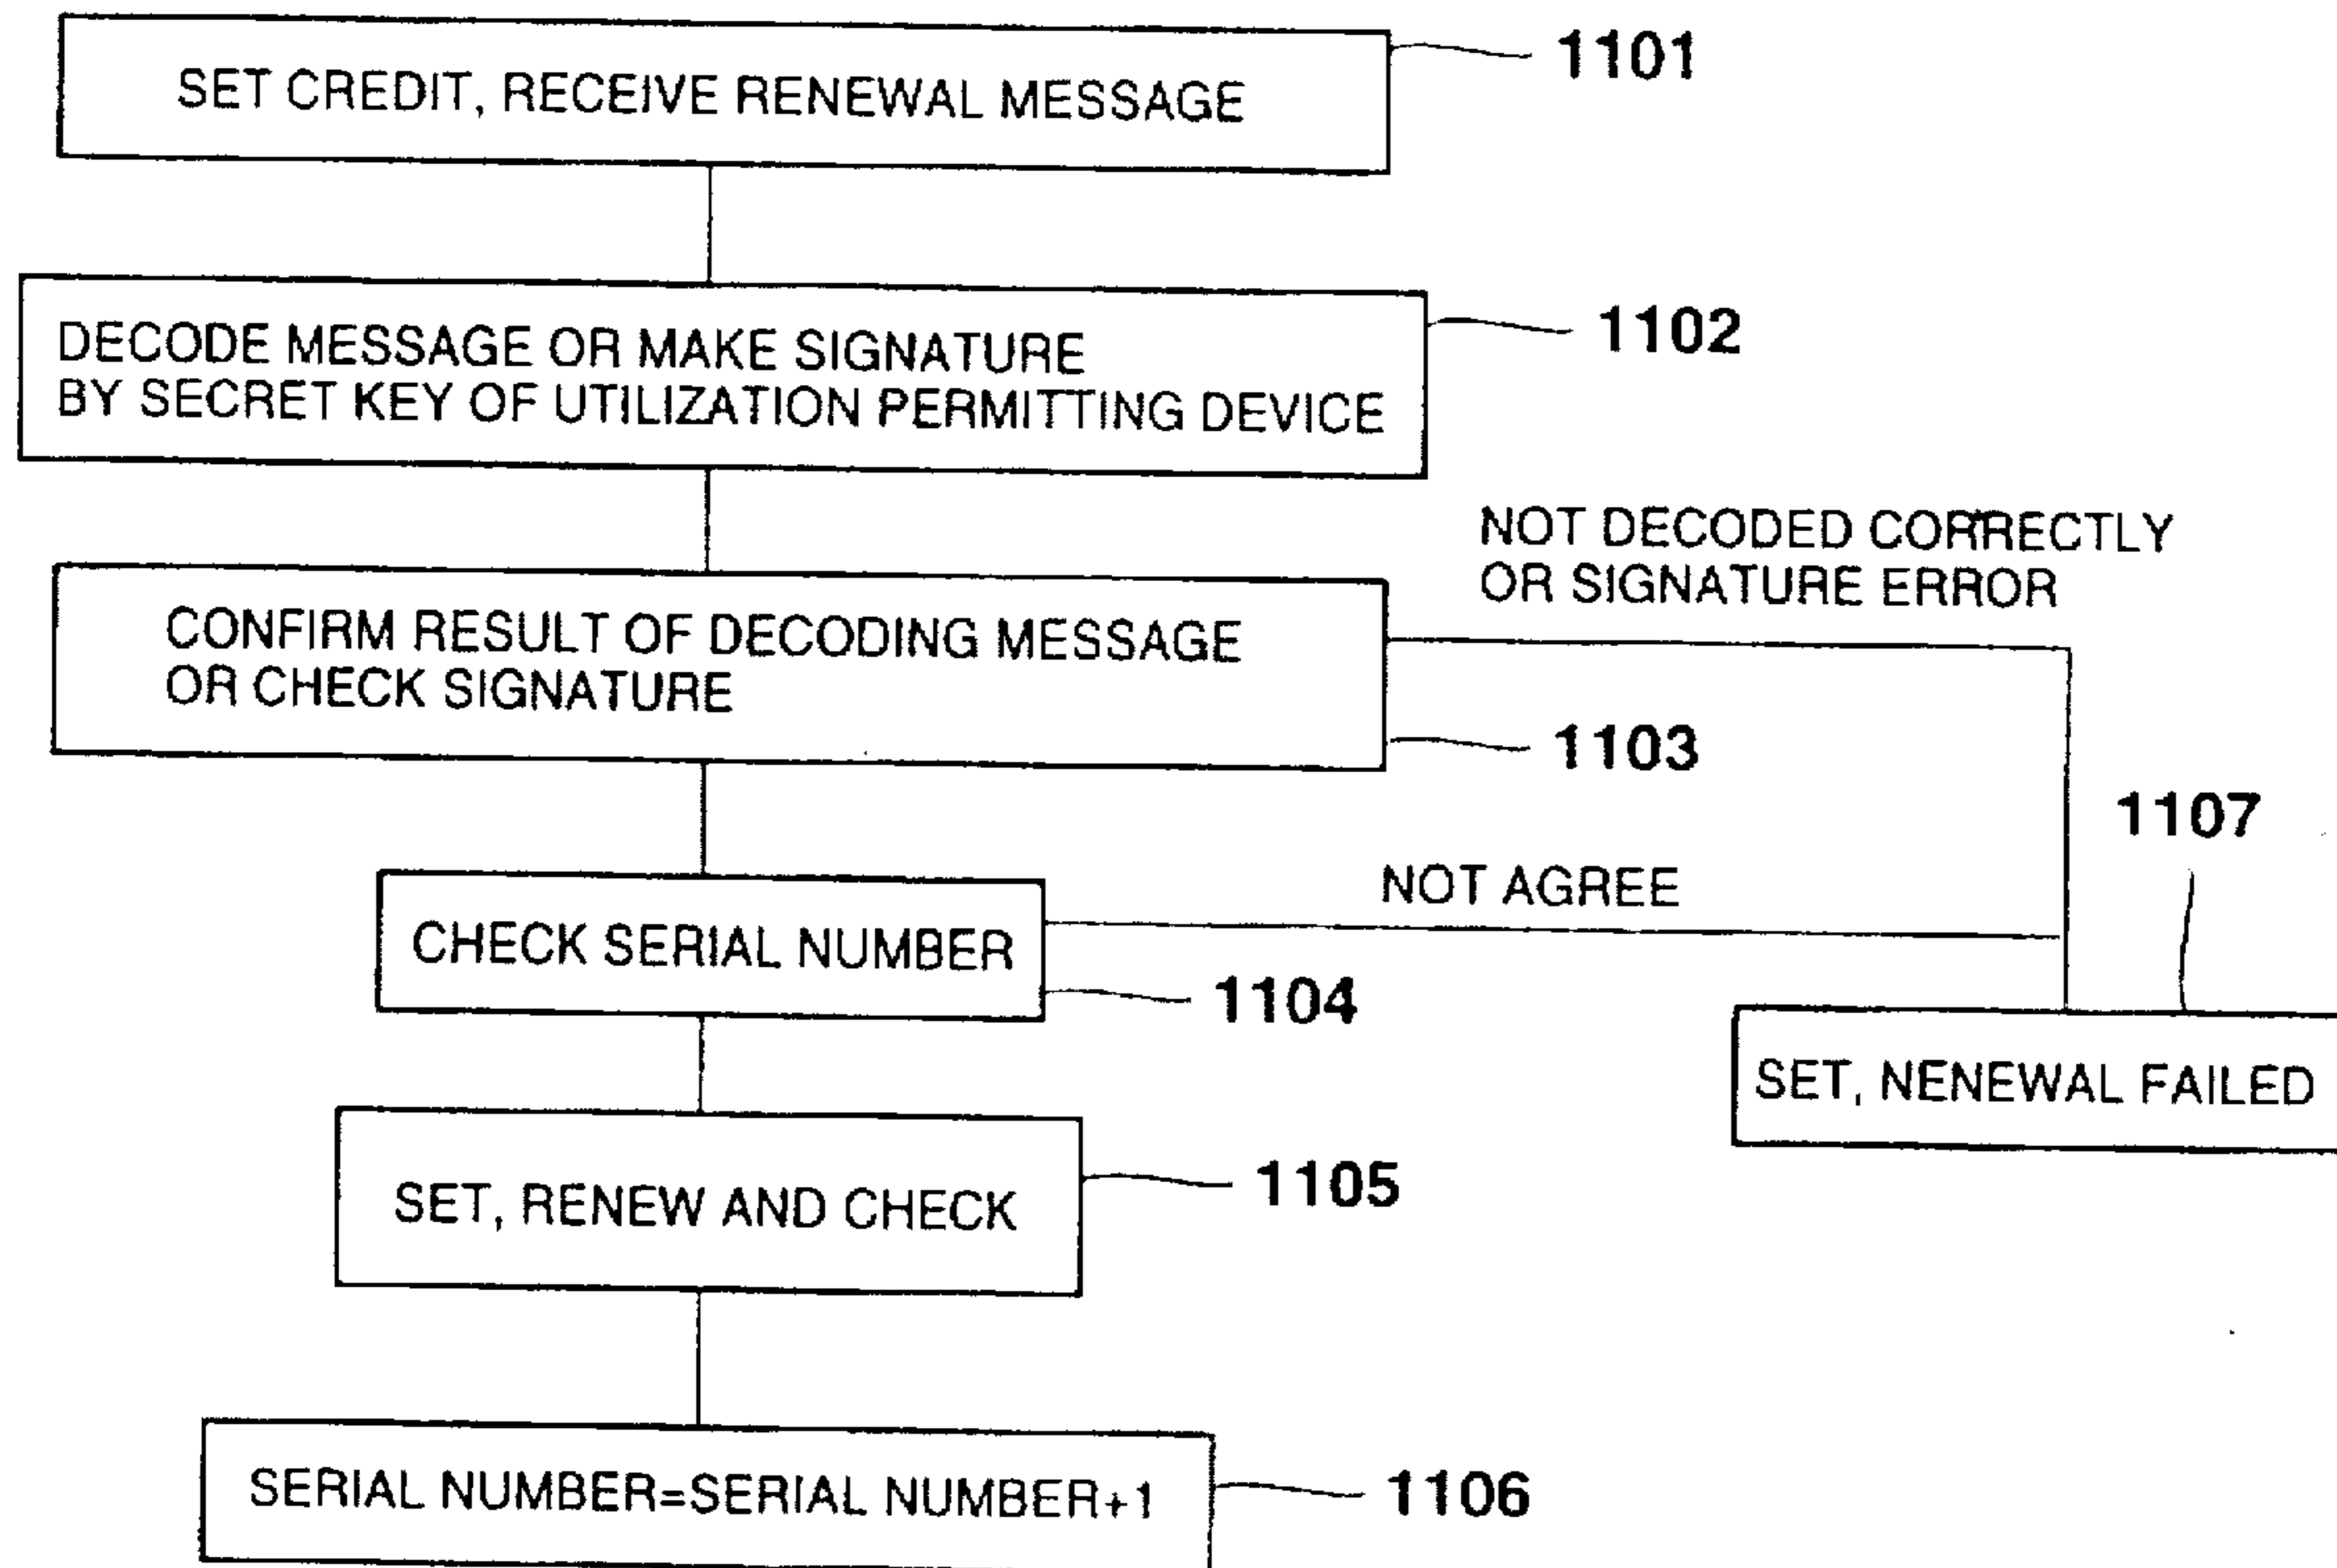 SET CREDIT, RECEIVE RENEWAL MESSAGE
1101
DECODE MESSAGE OR MAKE SIGNATURE
BY SECRET KEY OF UTILIZATION PERMITTING DEVICE
1102
NOT DECODED CORRECTLY
OR SIGNATURE ERROR
CONFIRM RESULT OF DECODING MESSAGE
OR CHECK SIGNATURE
1103
1107
NOT AGREE
CHECK SERIAL NUMBER
1104
SET, NENEWAL FAILED
SET, RENEW AND CHECK
1105
SERIAL NUMBER=SERIAL NUMBER+1
1106